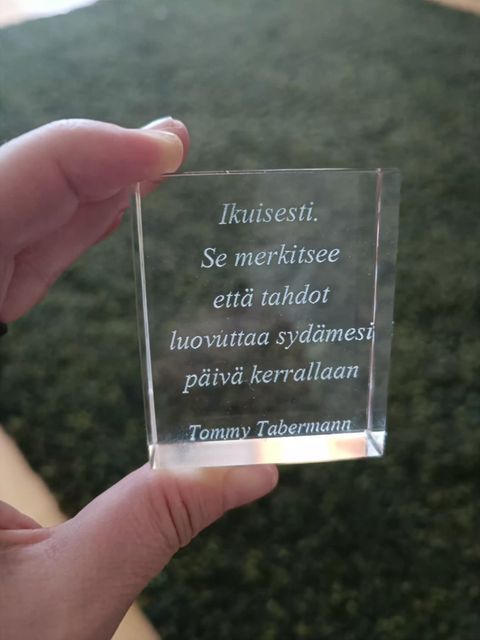 Ikuisesti.
Se merkitsee
että tahdot
luovuttaa sydämesi
päivä kerrallaan
Tommy Tabermann